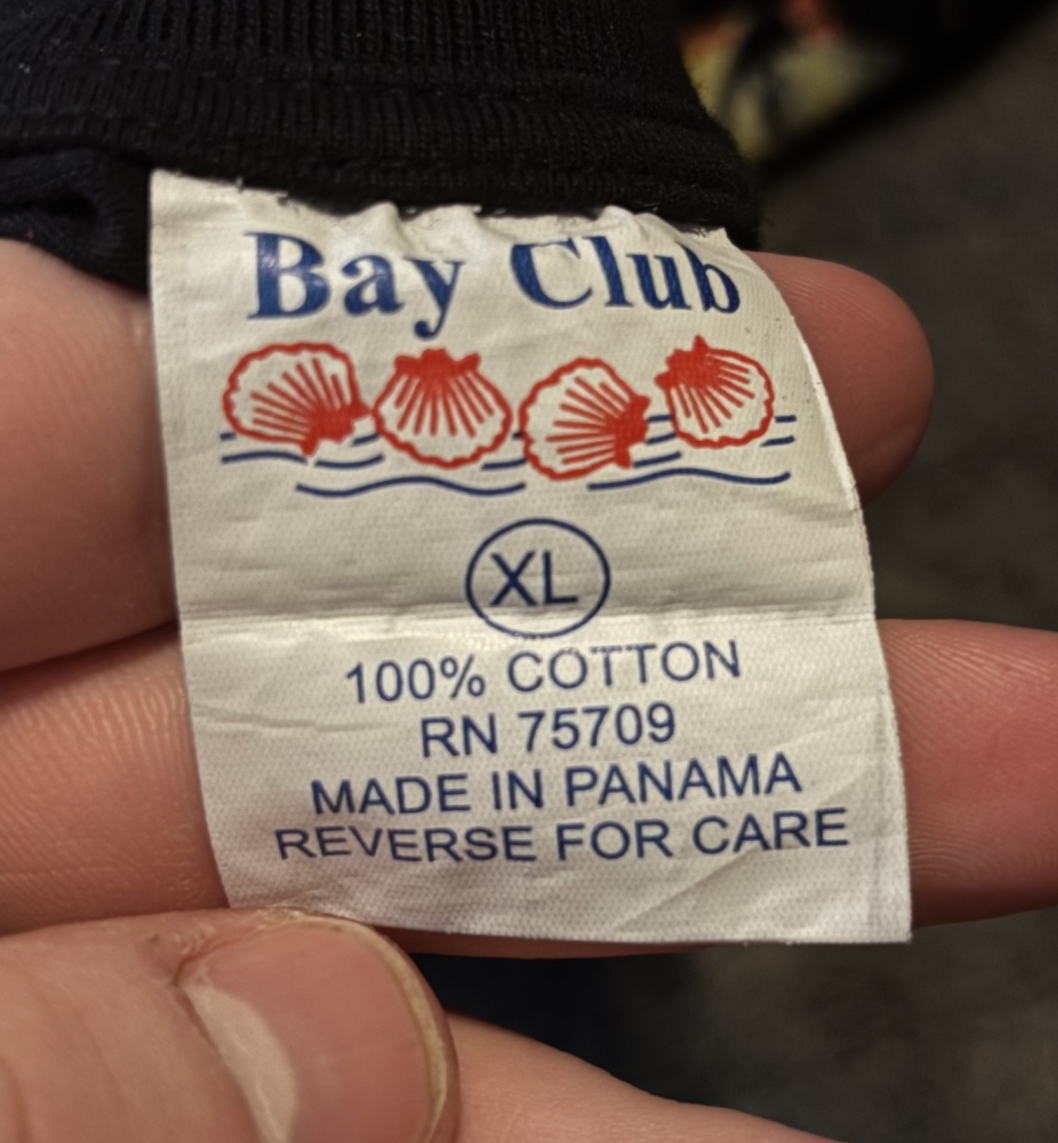 Bay Club
XL
100% COTTON
RN 75709
MADE IN PANAMA
REVERSE FOR CARE